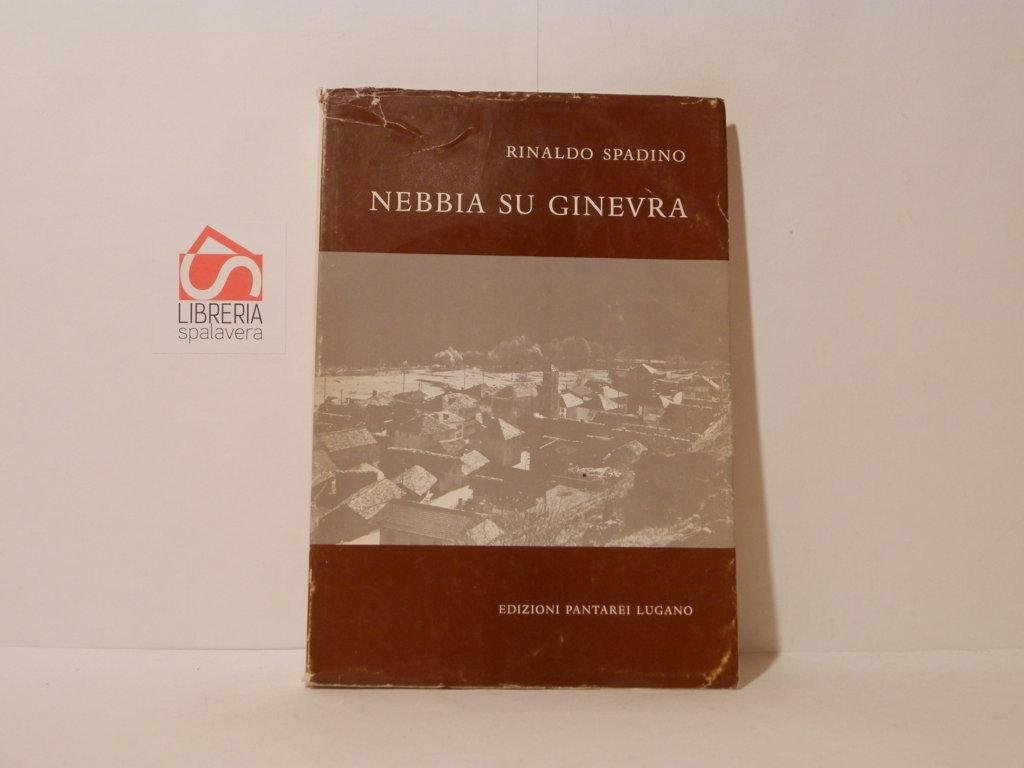 RINALDO SPADINO
NEBBIA SU GINEVRA
LIBRERIA
spalavera
EDIZIONI PANTAREI LUGANO